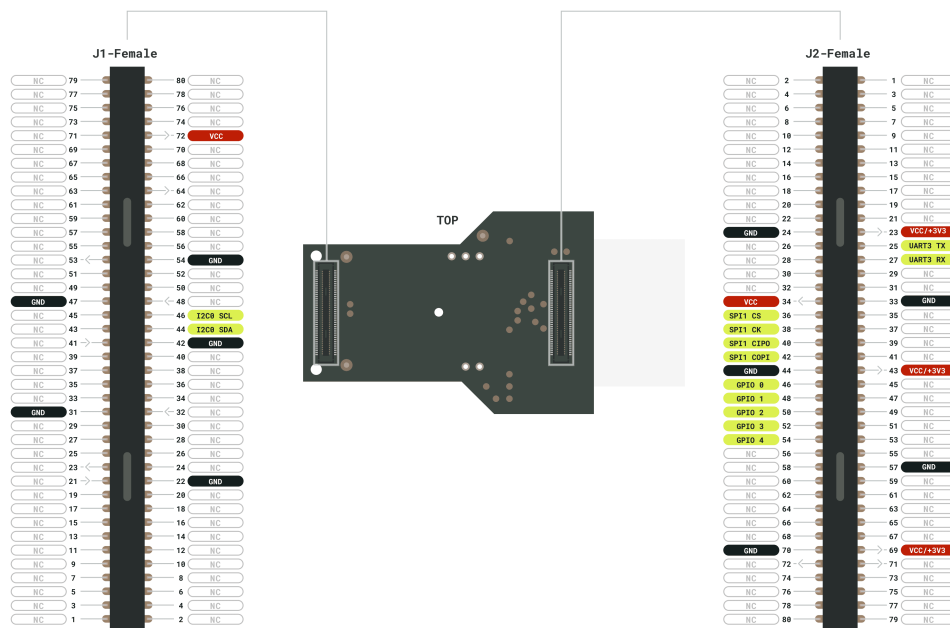 J1-Female
NC 79 80 NC
NC 77 78 NC
NC 75 76 NC
NC 73 74 NC
NC 71 72 VCC
NC 69 70 NC
NC 67 68 NC
NC 65 66 NC
NC 63 64 NC
NC 61 62 NC
NC 59 60 NC
NC 57 58 NC
NC 55 56 NC
NC 53 54 GND
NC 51 52 NC
NC 49 50 NC
GND 47 48 NC
NC 45 46 I2C0 SCL
NC 43 44 I2C0 SDA
NC 41 42 GND
NC 39 40 NC
NC 37 38 NC
NC 35 36 NC
NC 33 34 NC
GND 31 32 NC
NC 29 30 NC
NC 27 28 NC
NC 25 26 NC
NC 23 24 NC
NC 21 22 GND
NC 19 20 NC
NC 17 18 NC
NC 15 16 NC
NC 13 14 NC
NC 11 12 NC
NC 9 10 NC
NC 7 8 NC
NC 5 6 NC
NC 3 4 NC
NC 1 2 NC
TOP
J2-Female
NC 2 1 NC
NC 4 3 NC
NC 6 5 NC
NC 8 7 NC
NC 10 9 NC
NC 12 11 NC
NC 14 13 NC
NC 16 15 NC
NC 18 17 NC
NC 20 19 NC
NC 22 21 NC
GND 24 23 VCC/+3V3
NC 26 25 UART3 TX
NC 28 27 UART3 RX
NC 30 29 NC
NC 32 31 NC
VCC 34 33 GND
SPI1 CS 36 35 NC
SPI1 CK 38 37 NC
SPI1 CIPO 40 39 NC
SPI1 COPI 42 41 NC
GND 44 43 VCC/+3V3
GPIO 0 46 45 NC
GPIO 1 48 47 NC
GPIO 2 50 49 NC
GPIO 3 52 51 NC
GPIO 4 54 53 NC
NC 56 55 NC
NC 58 57 GND
NC 60 59 NC
NC 62 61 NC
NC 64 63 NC
NC 66 65 NC
NC 68 67 NC
GND 70 69 VCC/+3V3
NC 72 71 NC
NC 74 73 NC
NC 76 75 NC
NC 78 77 NC
NC 80 79 NC